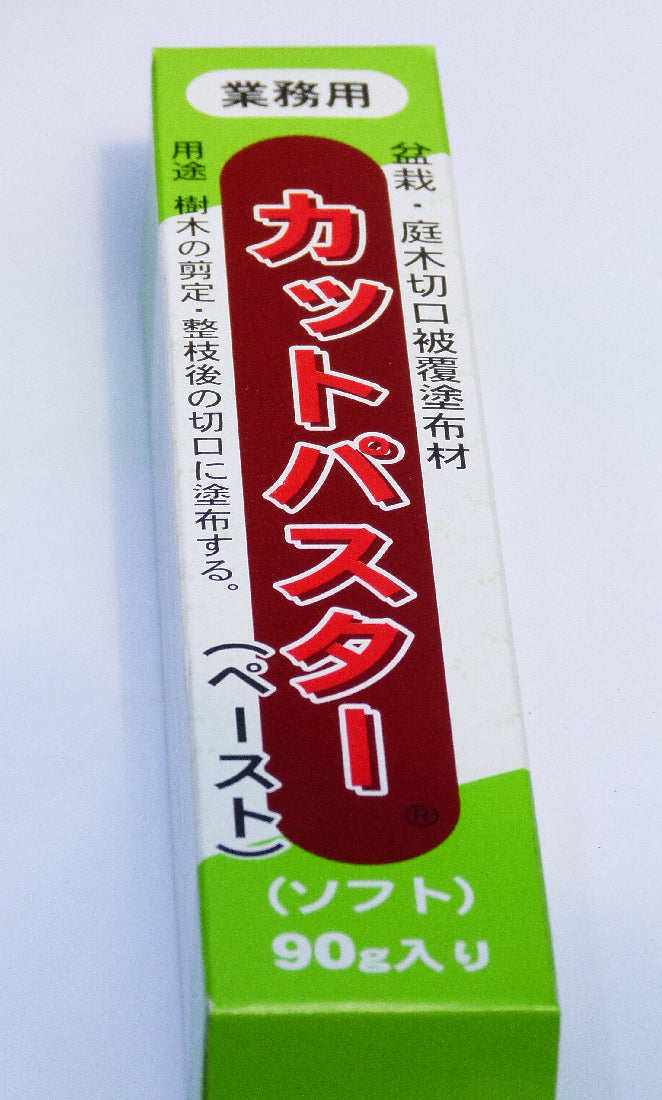 業務用
盆栽・庭木切口被覆塗布材
カットパスター®
(ペースト)
用途 樹木の剪定・整枝後の切口に塗布する。
(ソフト)
90g入り